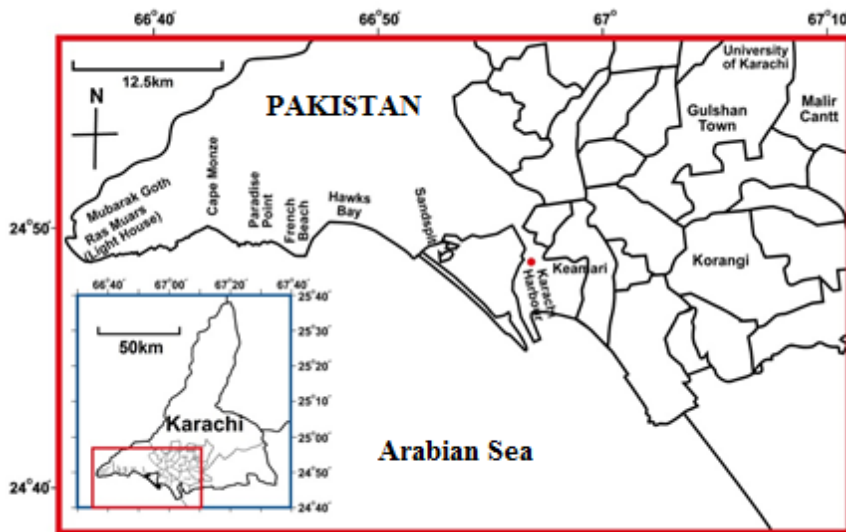 66°40′
66°50′
67°
67°10′
12.5km
N
PAKISTAN
University
of Karachi
Gulshan
Town
Malir
Cantt
Mubarak Goth
Ras Muars
(Light House)
Cape Monze
Paradise
Point
French
Beach
Hawks
Bay
Sandspit
Karachi
Harbour
Keamari
Korangi
24°50′
24°40′
Arabian Sea
66°40′
67°00′
67°20′
25°40′
25°30′
25°20′
25°10′
25°00′
24°50′
24°40′
50km
Karachi